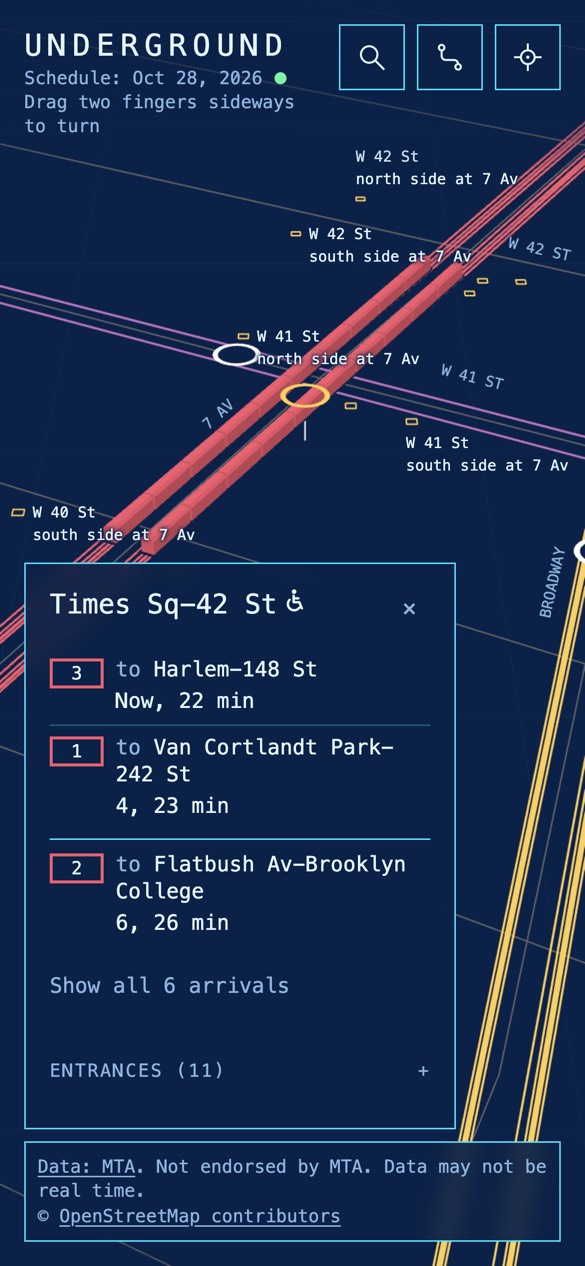 UNDERGROUND
Schedule: Oct 28, 2026
Drag two fingers sideways
to turn
W 42 St
north side at 7 Av
W 42 St
south side at 7 Av
W 42 ST
W 41 St
north side at 7 Av
W 41 ST
7 AV
W 41 St
south side at 7 Av
W 40 St
south side at 7 Av
BROADWAY
Times Sq–42 St
×
3 to Harlem–148 St
Now, 22 min
1 to Van Cortlandt Park–
242 St
4, 23 min
2 to Flatbush Av–Brooklyn
College
6, 26 min
Show all 6 arrivals
ENTRANCES (11) +
Data: MTA. Not endorsed by MTA. Data may not be
real time.
© OpenStreetMap contributors